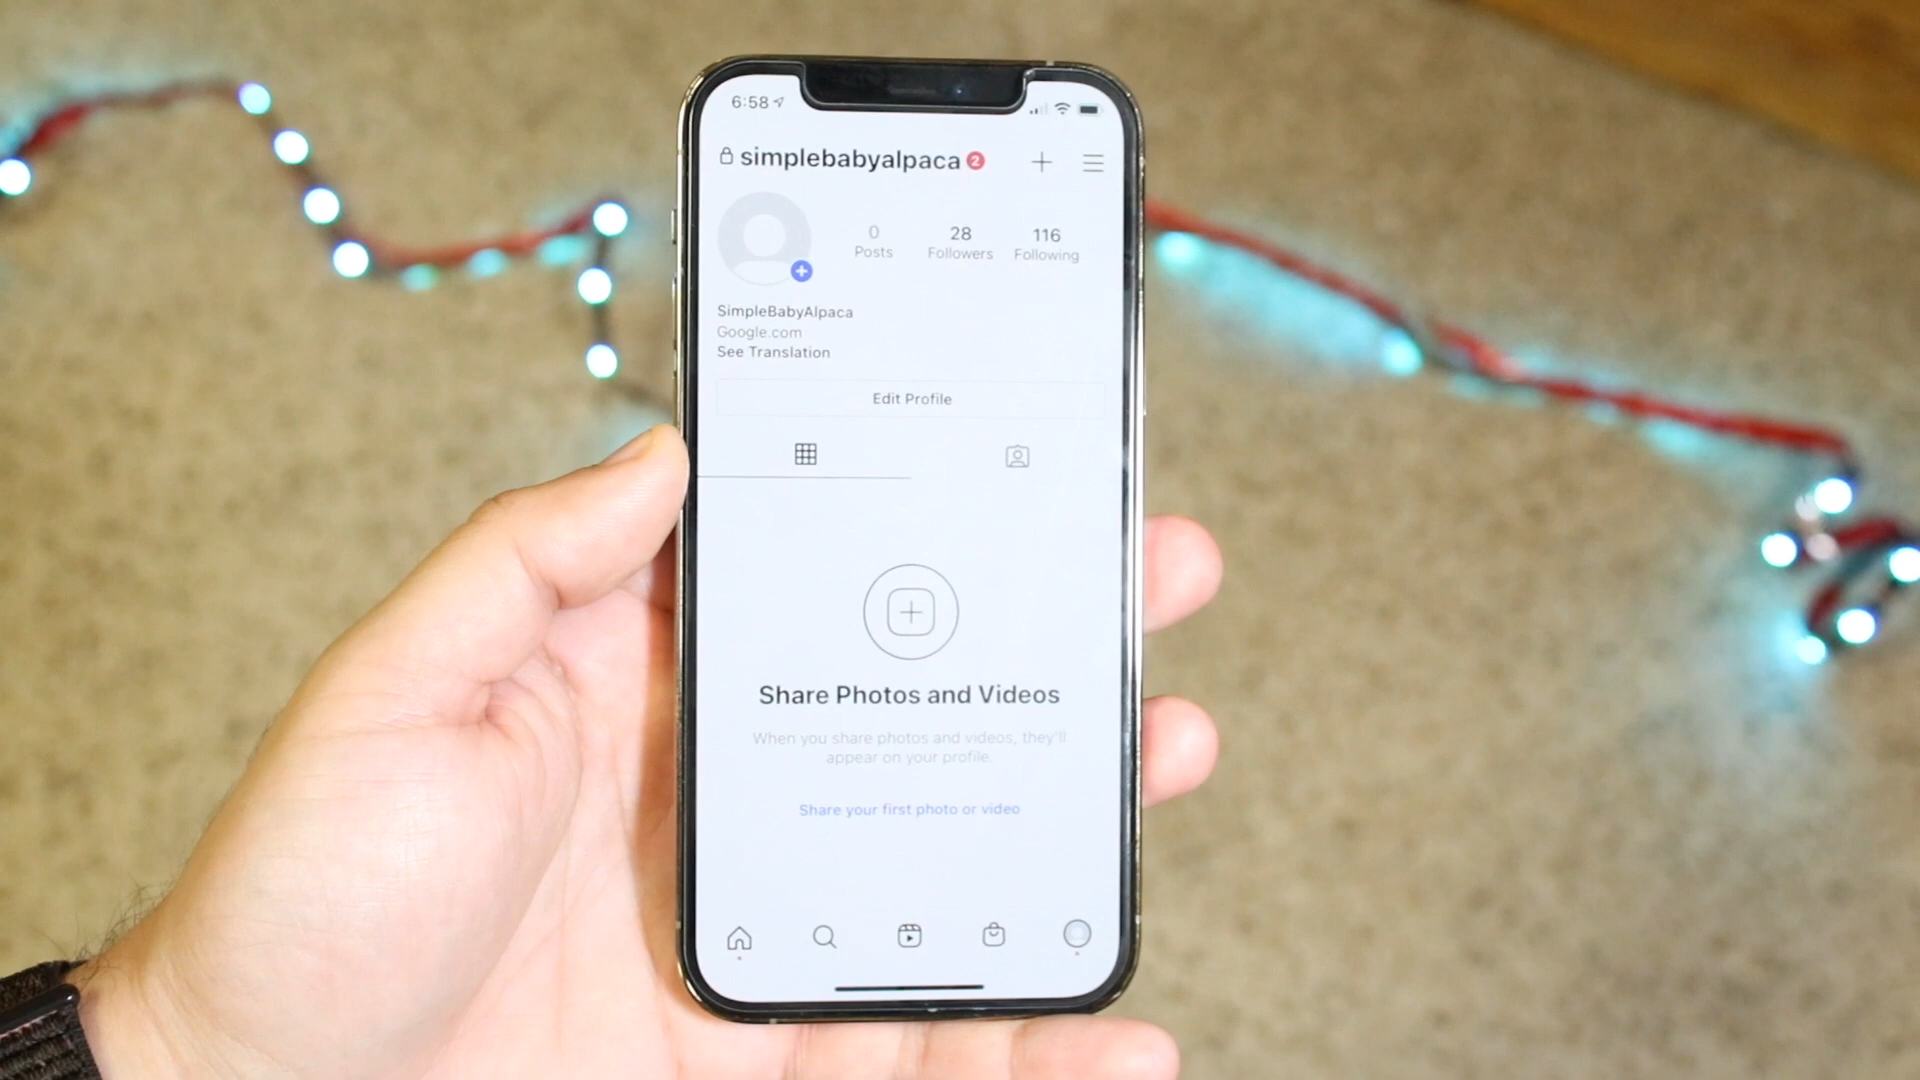 6:58
simplebabyalpaca 2
0 28 116
Posts Followers Following
SimpleBabyAlpaca
Google.com
See Translation
Edit Profile
Share Photos and Videos
When you share photos and videos, they'll
appear on your profile.
Share your first photo or video